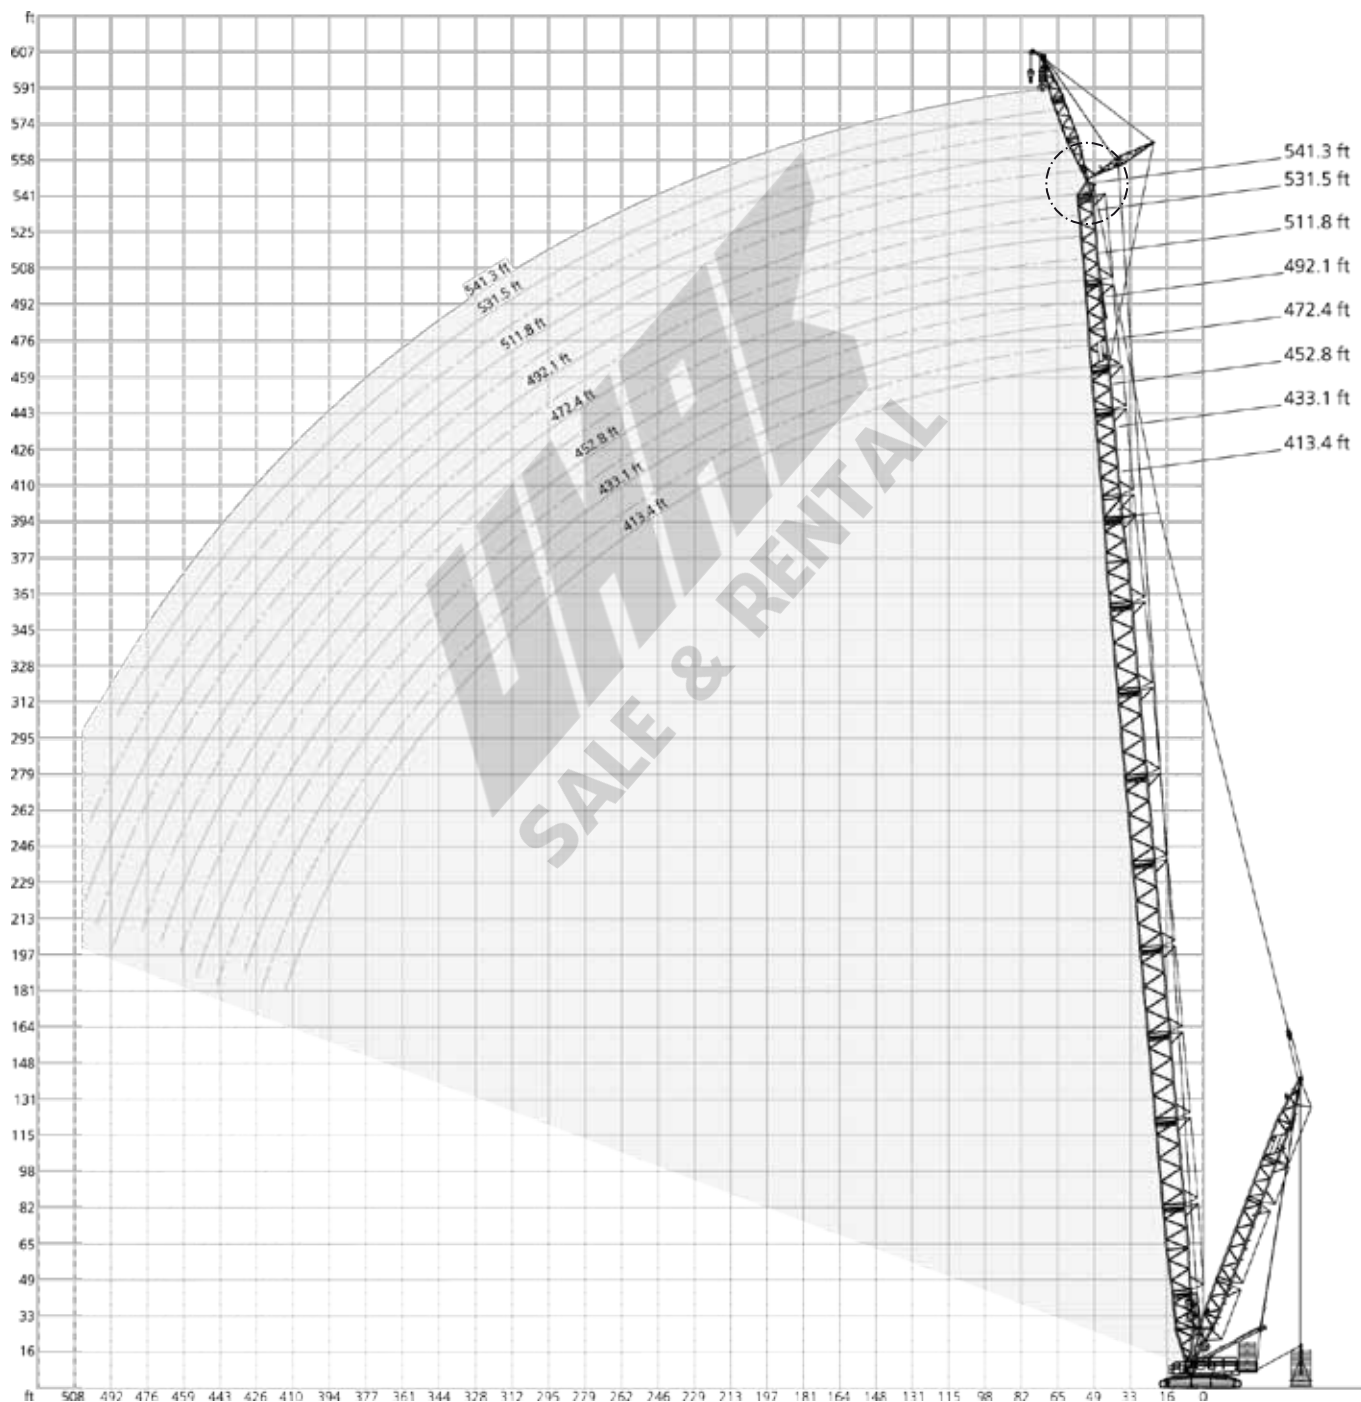 ft
607
591
574
558
541
525
508
492
476
459
443
426
410
394
377
361
345
328
312
295
279
262
246
229
213
197
181
164
148
131
115
98
82
65
49
33
16
541.3 ft
531.5 ft
511.8 ft
492.1 ft
472.4 ft
452.8 ft
433.1 ft
413.4 ft
541.3 ft
531.5 ft
511.8 ft
492.1 ft
472.4 ft
452.8 ft
433.1 ft
413.4 ft
UHAK
SALE & RENTAL
ft 508 492 476 459 443 426 410 394 377 361 344 328 312 295 279 262 246 229 213 197 181 164 148 131 115 98 82 65 49 33 16 0